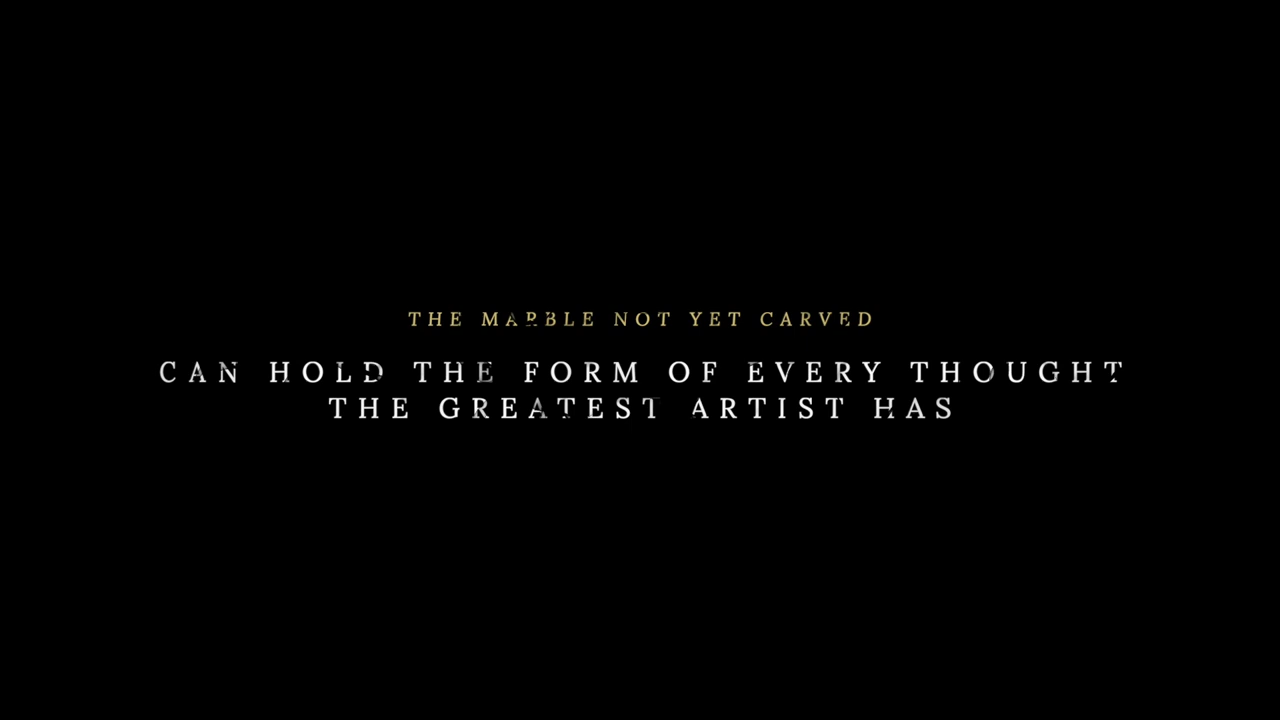 THE MARBLE NOT YET CARVED
CAN HOLD THE FORM OF EVERY THOUGHT
THE GREATEST ARTIST HAS